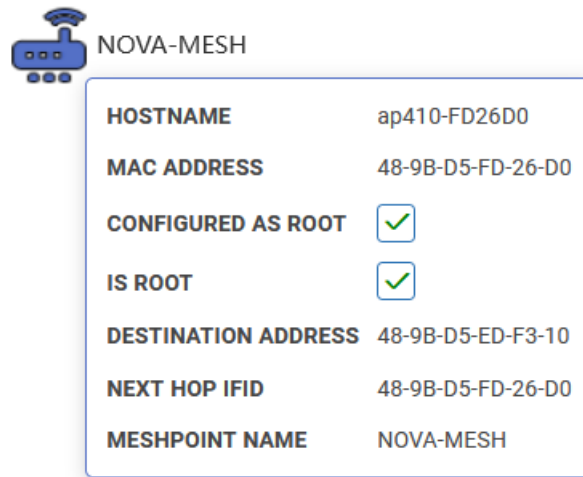 NOVA-MESH
HOSTNAME ap410-FD26D0
MAC ADDRESS 48-9B-D5-FD-26-D0
CONFIGURED AS ROOT
IS ROOT
DESTINATION ADDRESS 48-9B-D5-ED-F3-10
NEXT HOP IFID 48-9B-D5-FD-26-D0
MESHPOINT NAME NOVA-MESH